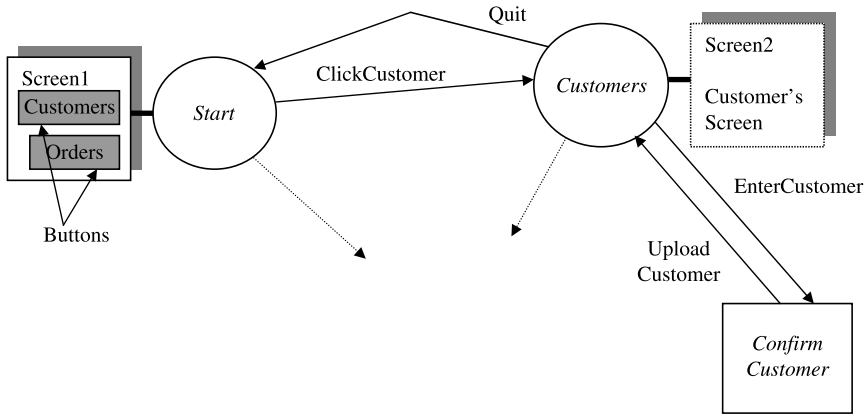 Quit
Screen1
Customers
Orders
Buttons
Start
ClickCustomer
Customers
Screen2
Customer’s
Screen
EnterCustomer
Upload
Customer
Confirm
Customer